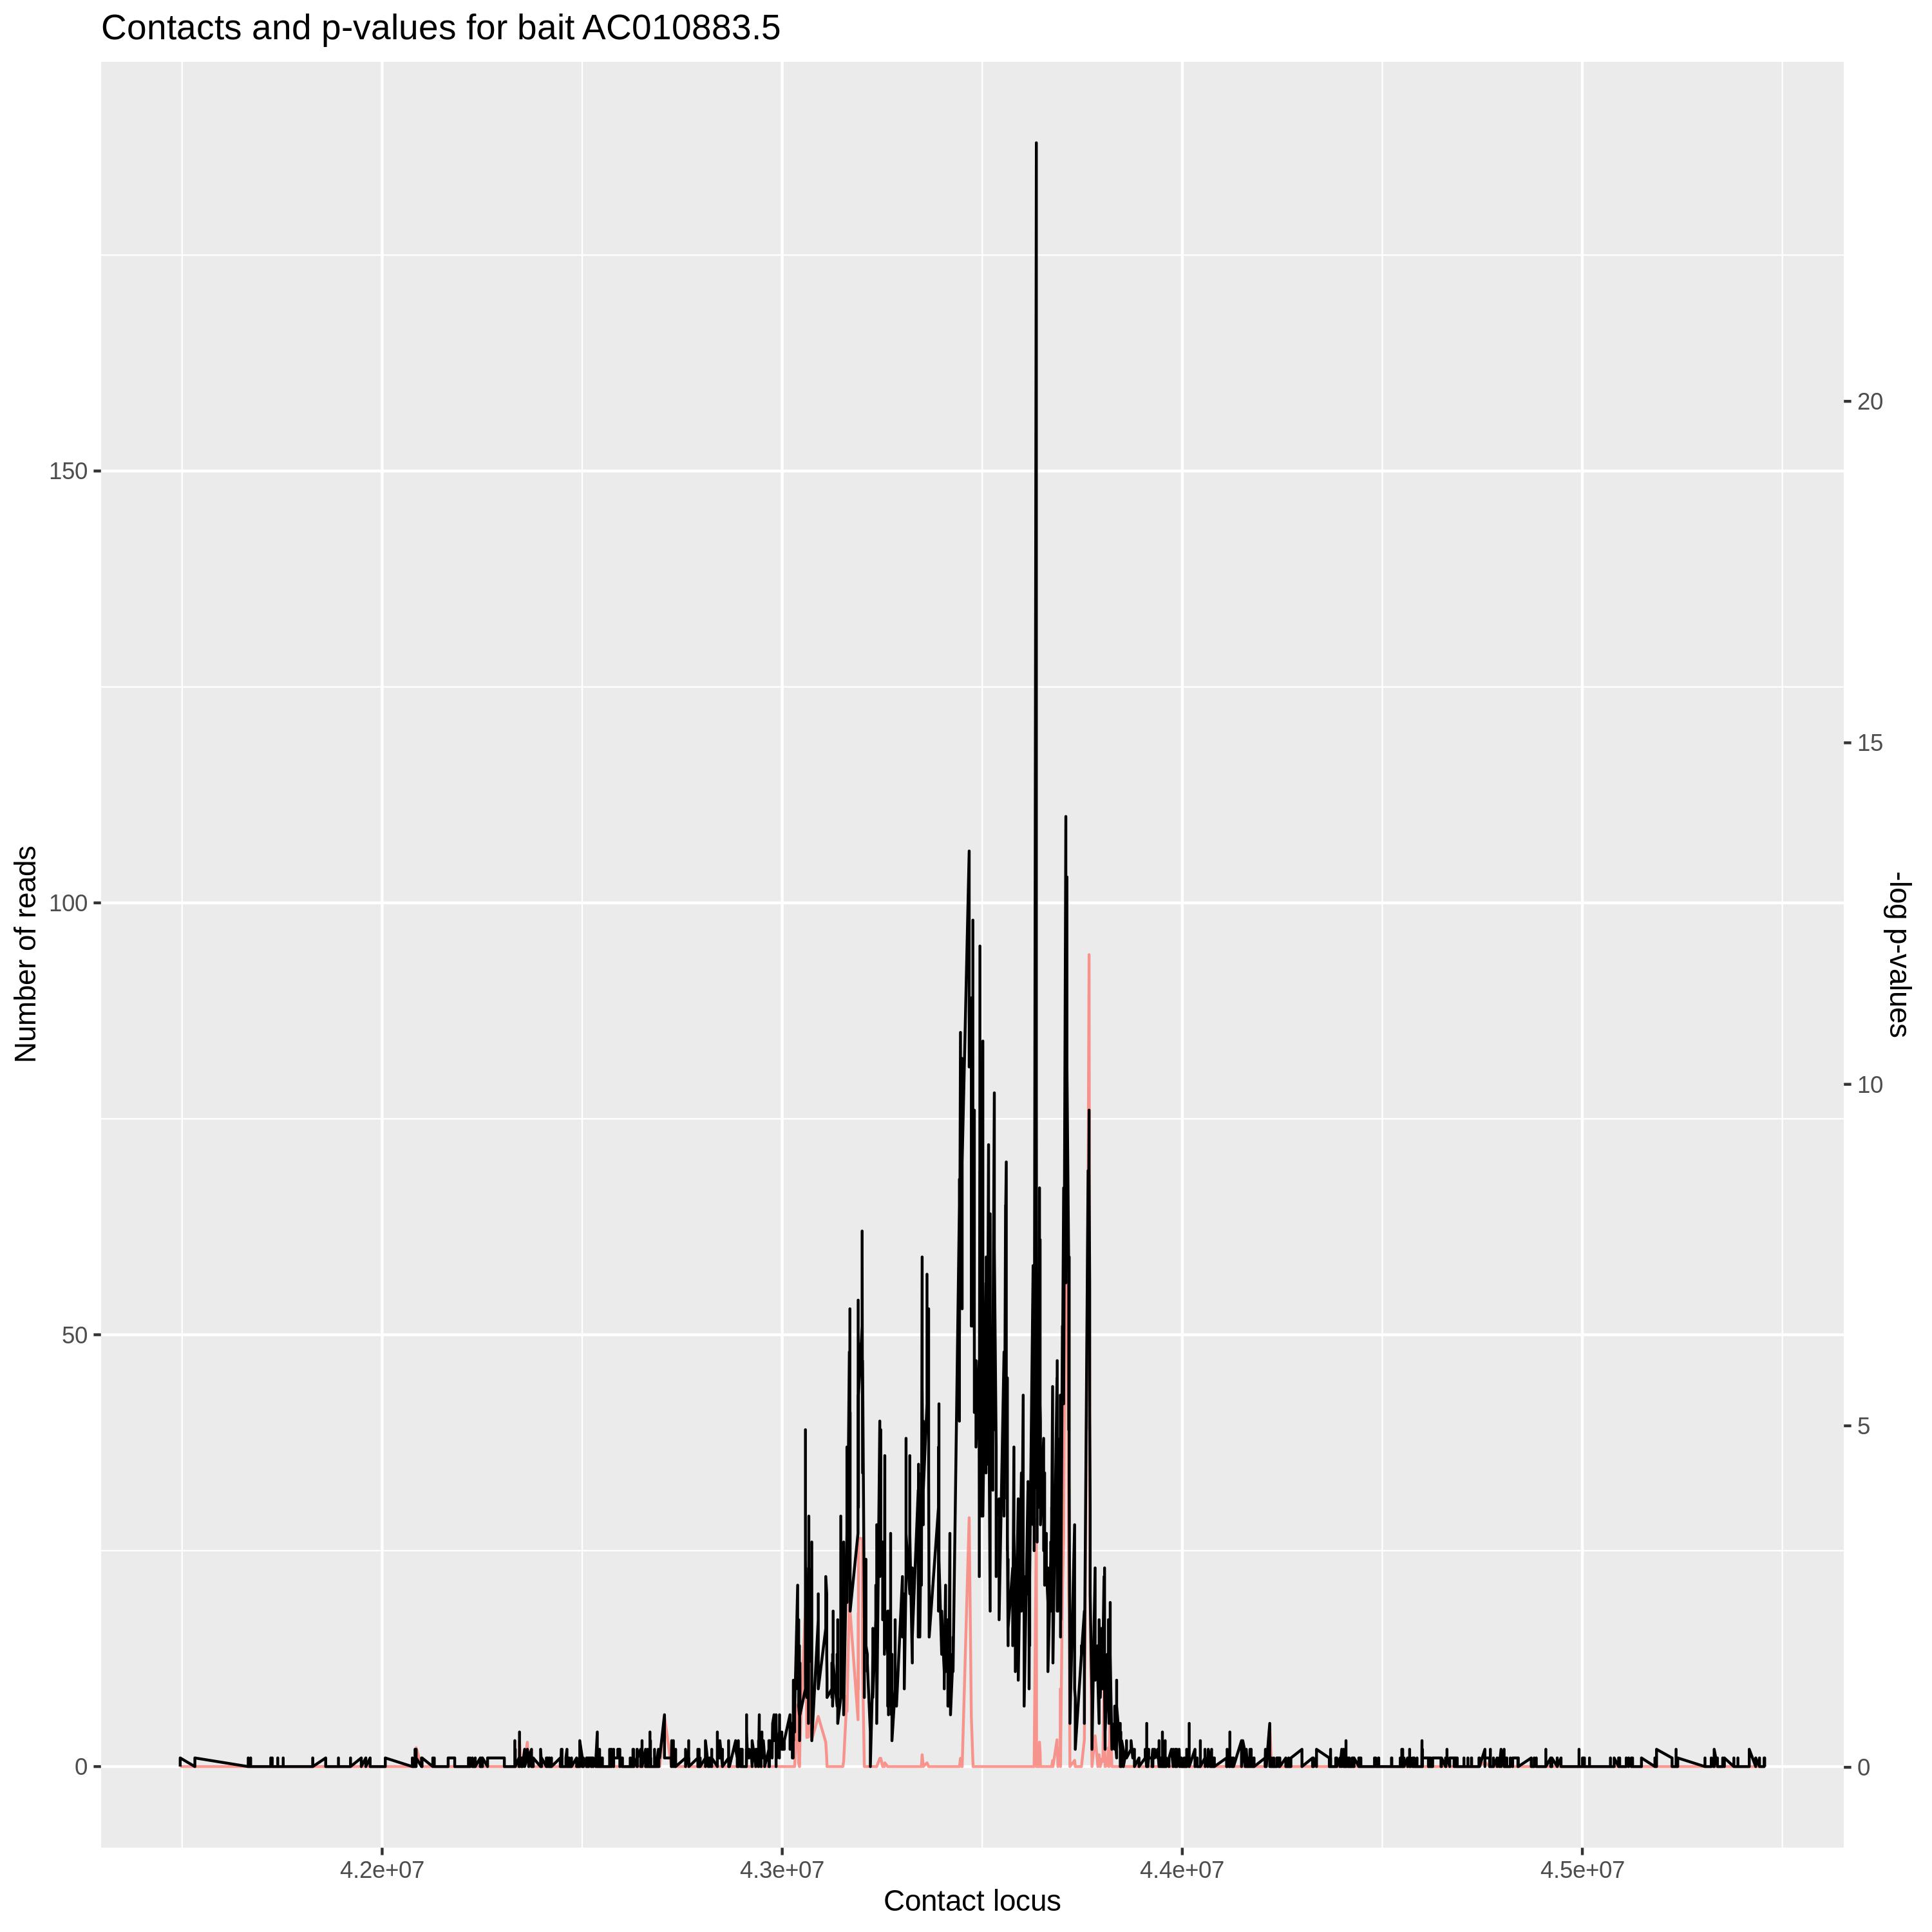 Contacts and p-values for bait AC010883.5
150
100
50
0
Number of reads
20
15
10
5
0
-log p-values
4.2e+07
4.3e+07
4.4e+07
4.5e+07
Contact locus